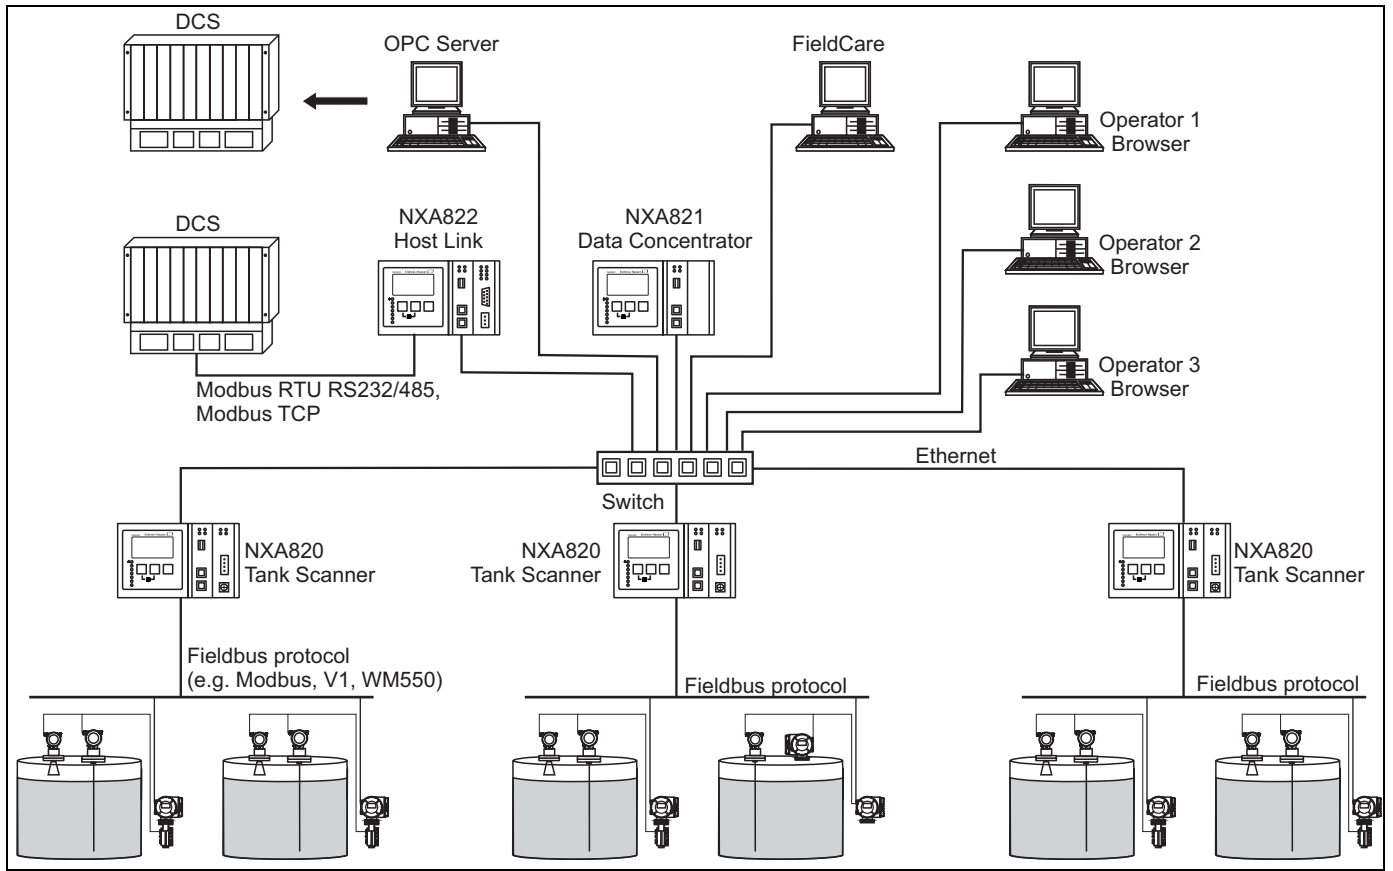 DCS
OPC Server
FieldCare
Operator 1
Browser
DCS
NXA822
Host Link
NXA821
Data Concentrator
Operator 2
Browser
Operator 3
Browser
Modbus RTU RS232/485,
Modbus TCP
Ethernet
Switch
NXA820
Tank Scanner
NXA820
Tank Scanner
NXA820
Tank Scanner
Fieldbus protocol
(e.g. Modbus, V1, WM550)
Fieldbus protocol
Fieldbus protocol